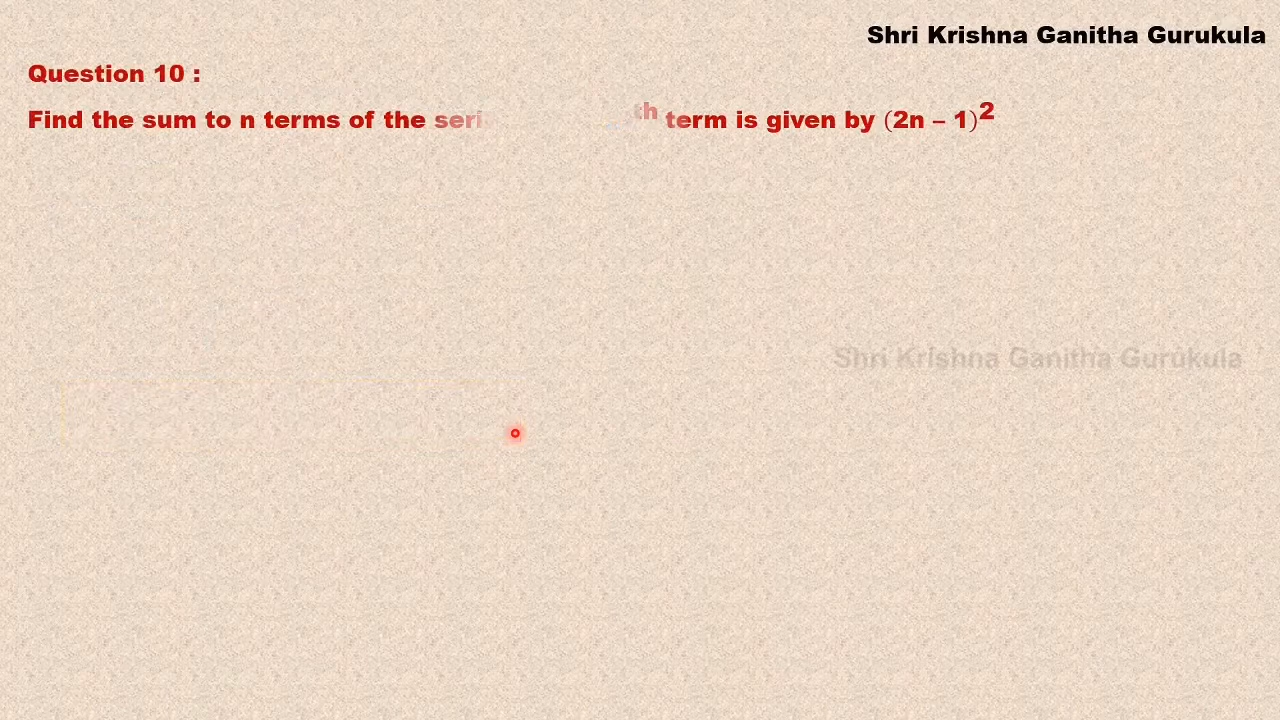 Shri Krishna Ganitha Gurukula
Question 10 :
Find the sum to n terms of the th term is given by (2n – 1)²
Shri Krishna Ganitha Gurukula